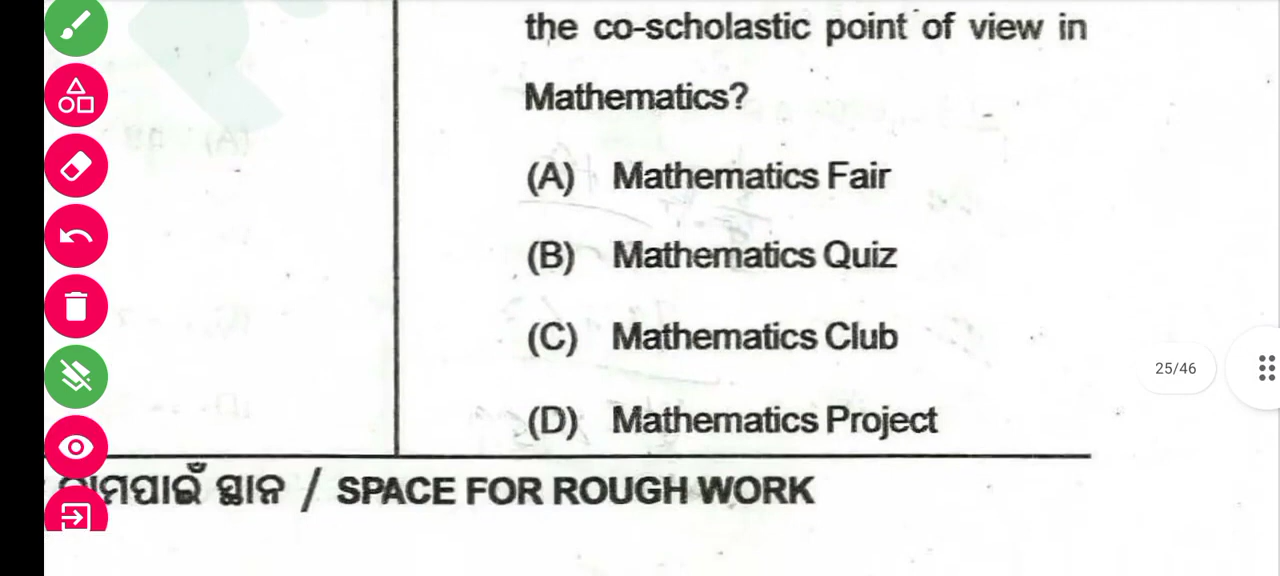 the co-scholastic point of view in
Mathematics?
(A) Mathematics Fair
(B) Mathematics Quiz
(C) Mathematics Club
(D) Mathematics Project
25/46
ସ୍ଥାନ / SPACE FOR ROUGH WORK